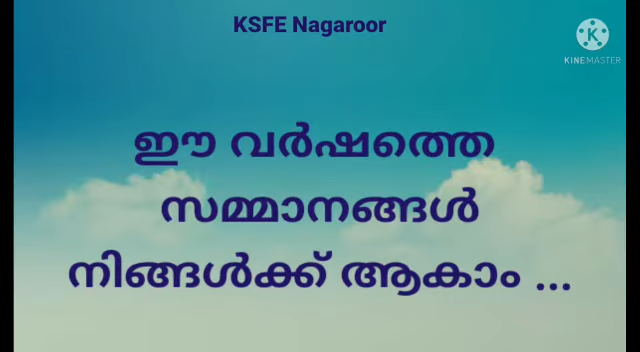 KSFE Nagaroor
KINEMASTER
ഈ വർഷത്തെ
സമ്മാനങ്ങൾ
നിങ്ങൾക്ക് ആകാം ...